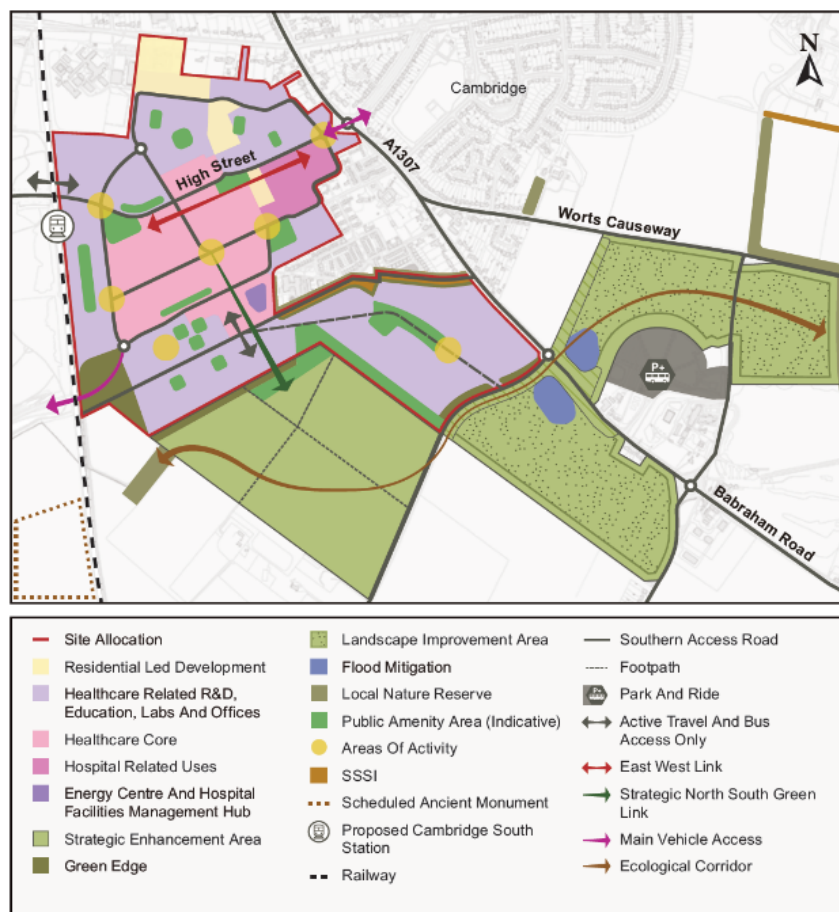 N
Cambridge
A1307
High Street
Worts Causeway
P+
Babraham Road
Site Allocation
Residential Led Development
Healthcare Related R&D,
Education, Labs And Offices
Healthcare Core
Hospital Related Uses
Energy Centre And Hospital
Facilities Management Hub
Strategic Enhancement Area
Green Edge
Landscape Improvement Area
Flood Mitigation
Local Nature Reserve
Public Amenity Area (Indicative)
Areas Of Activity
SSSI
Scheduled Ancient Monument
Proposed Cambridge South
Station
Railway
Southern Access Road
Footpath
P+
Park And Ride
Active Travel And Bus
Access Only
East West Link
Strategic North South Green
Link
Main Vehicle Access
Ecological Corridor